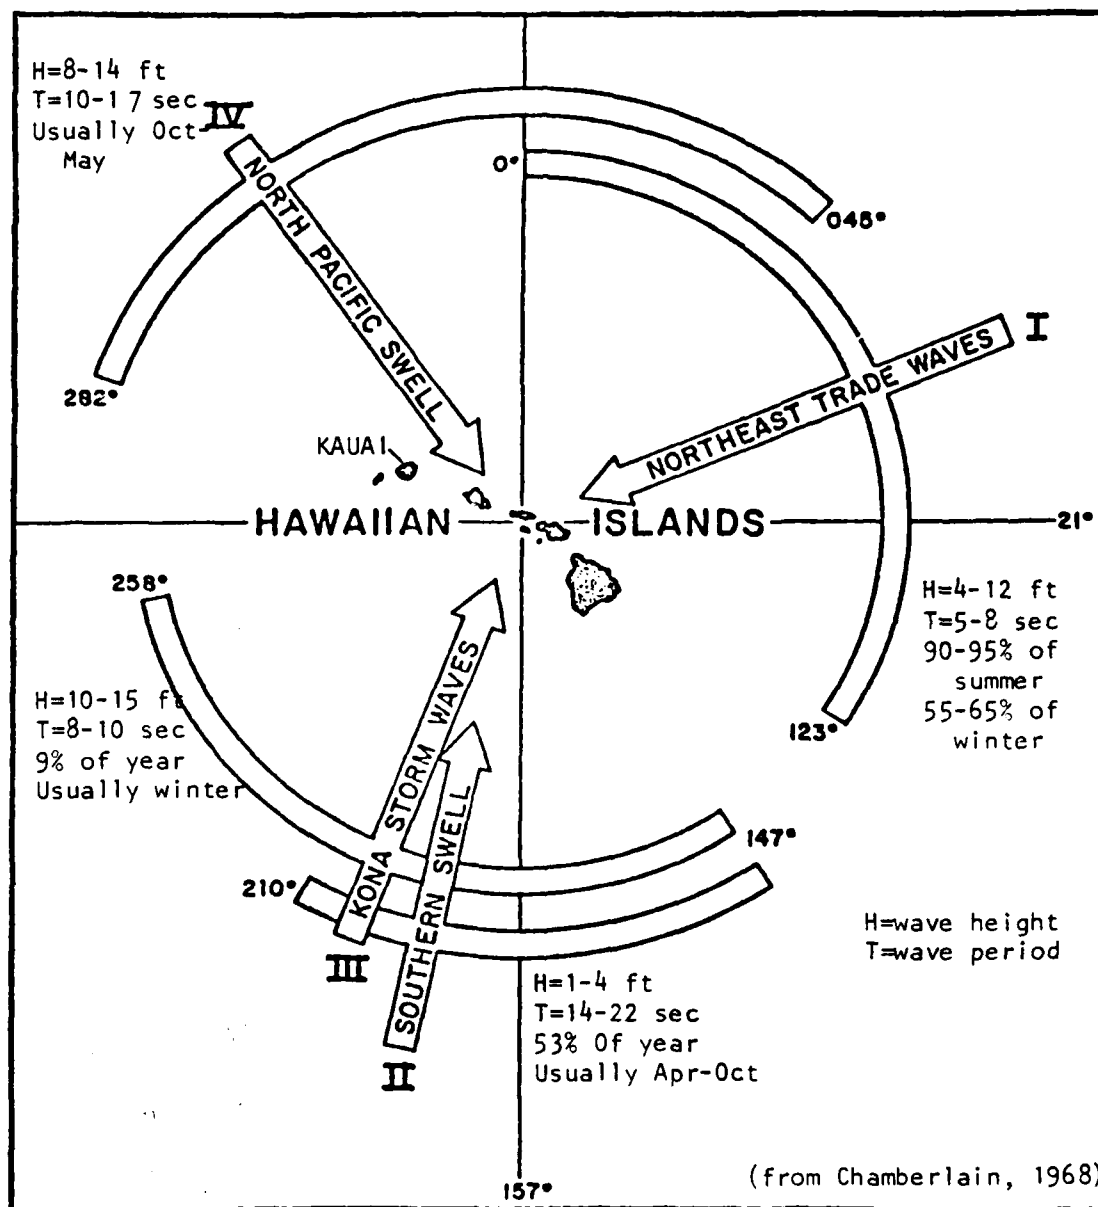 H=8-14 ft
T=10-17 sec
Usually Oct-
May
IV
NORTH PACIFIC SWELL
0°
045°
I
NORTHEAST TRADE WAVES
282°
KAUAI
HAWAIIAN ISLANDS
21°
258°
H=4-12 ft
T=5-8 sec
90-95% of
summer
55-65% of
winter
123°
H=10-15 ft
T=8-10 sec
9% of year
Usually winter
KONA STORM WAVES
III
SOUTHERN SWELL
II
210°
147°
H=wave height
T=wave period
H=1-4 ft
T=14-22 sec
53% Of year
Usually Apr-Oct
157°
(from Chamberlain, 1968)